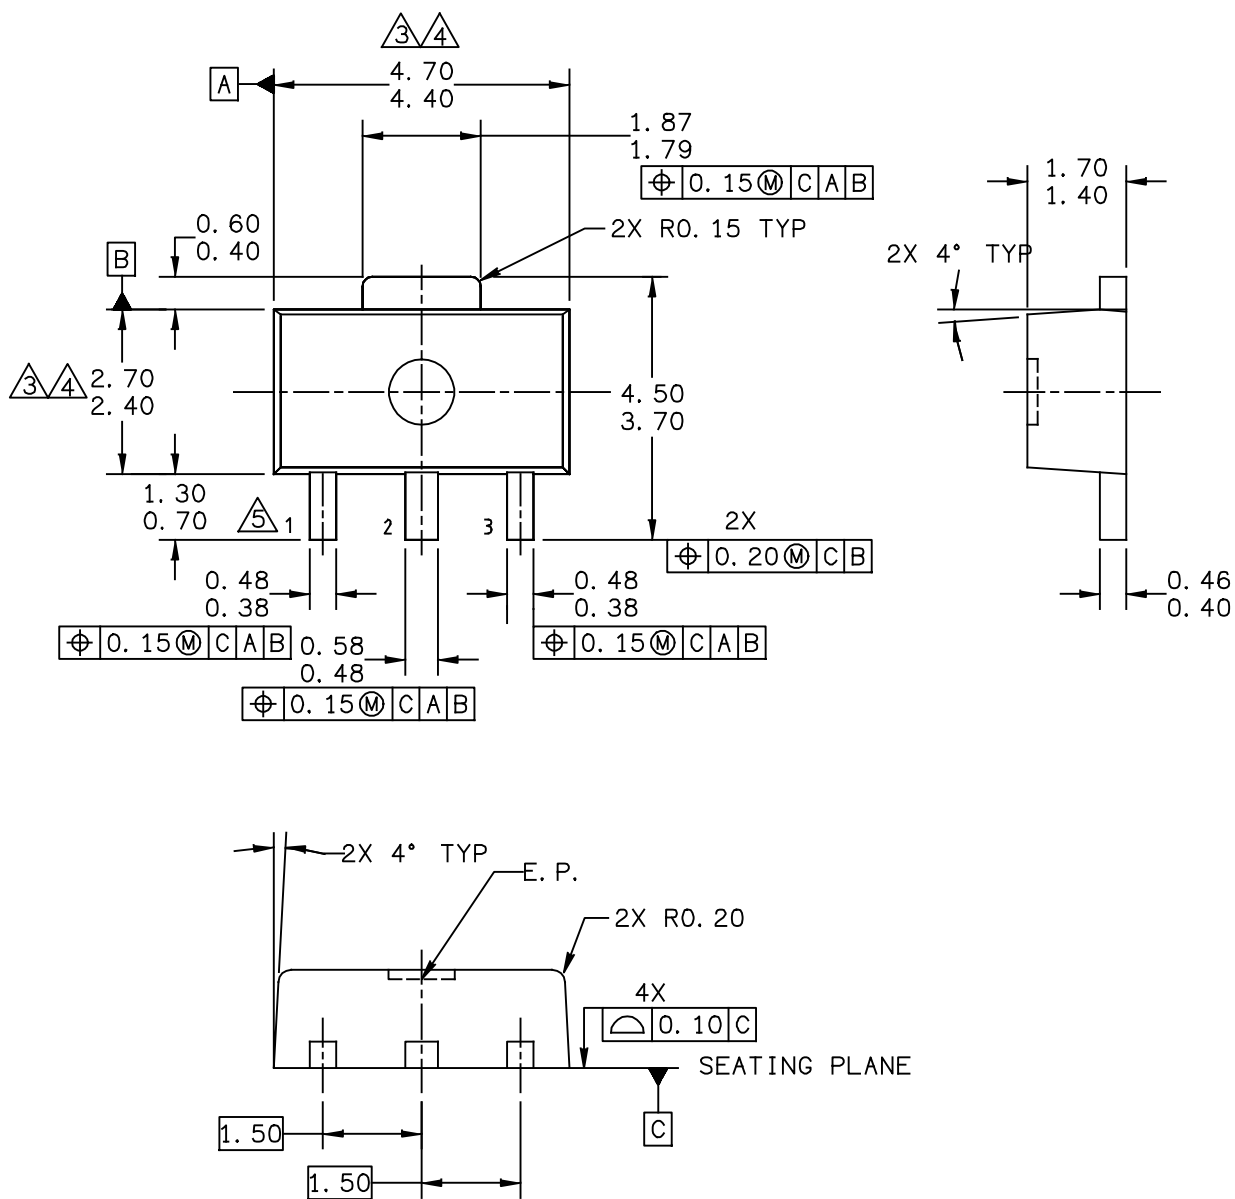 3 4
A
4.70
4.40
1.87
1.79
⌖ 0.15 Ⓜ C A B
2X R0.15 TYP
0.60
0.40
B
3 4
2.70
2.40
4.50
3.70
1.30
0.70
5
1
2
3
2X
⌖ 0.20 Ⓜ C B
0.48
0.38
⌖ 0.15 Ⓜ C A B
0.48
0.38
⌖ 0.15 Ⓜ C A B
0.58
0.48
⌖ 0.15 Ⓜ C A B
1.70
1.40
2X 4° TYP
0.46
0.40
2X 4° TYP
E.P.
2X R0.20
4X
⌓ 0.10 C
SEATING PLANE
C
1.50
1.50